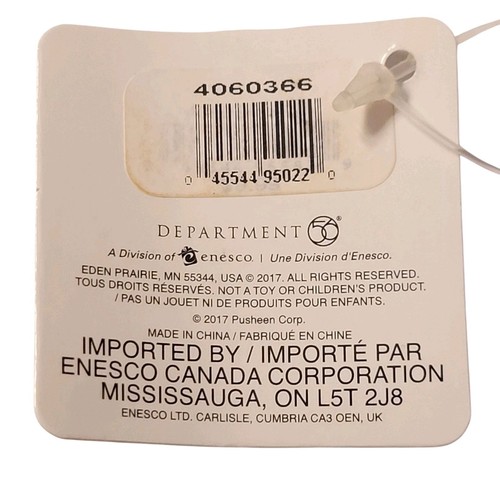 4060366
0 45544 95022 0
DEPARTMENT 56®
A Division of enesco. | Une Division d'Enesco.
EDEN PRAIRIE, MN 55344, USA © 2017. ALL RIGHTS RESERVED.
TOUS DROITS RÉSERVÉS. NOT A TOY OR CHILDREN'S PRODUCT.
/ PAS UN JOUET NI DE PRODUITS POUR ENFANTS.
© 2017 Pusheen Corp.
MADE IN CHINA / FABRIQUÉ EN CHINE
IMPORTED BY / IMPORTÉ PAR
ENESCO CANADA CORPORATION
MISSISSAUGA, ON L5T 2J8
ENESCO LTD. CARLISLE, CUMBRIA CA3 OEN, UK